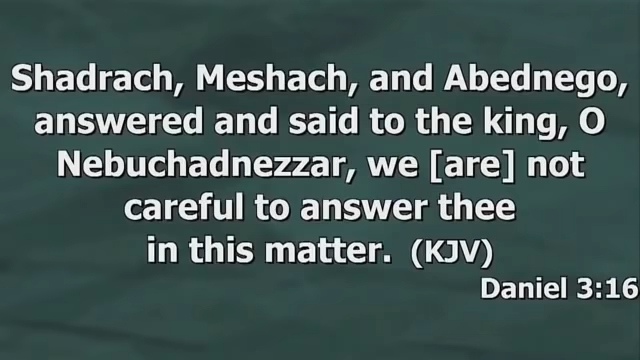 Shadrach, Meshach, and Abednego,
answered and said to the king, O
Nebuchadnezzar, we [are] not
careful to answer thee
in this matter. (KJV)
Daniel 3:16